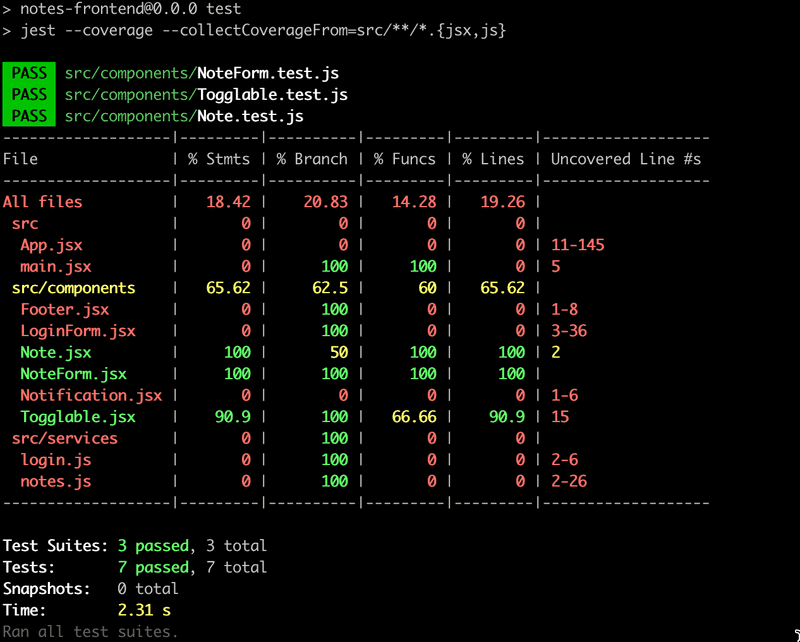 > notes-frontend@0.0.0 test
> jest --coverage --collectCoverageFrom=src/**/*.{jsx,js}
PASS src/components/NoteForm.test.js
PASS src/components/Togglable.test.js
PASS src/components/Note.test.js
-------------------|---------|----------|---------|---------|-------------------
File               | % Stmts | % Branch | % Funcs | % Lines | Uncovered Line #s
-------------------|---------|----------|---------|---------|-------------------
All files          |   18.42 |    20.83 |   14.28 |   19.26 |
 src               |       0 |        0 |       0 |       0 |
  App.jsx          |       0 |        0 |       0 |       0 | 11-145
  main.jsx         |       0 |      100 |     100 |       0 | 5
 src/components    |   65.62 |     62.5 |      60 |   65.62 |
  Footer.jsx       |       0 |      100 |       0 |       0 | 1-8
  LoginForm.jsx    |       0 |      100 |       0 |       0 | 3-36
  Note.jsx         |     100 |       50 |     100 |     100 | 2
  NoteForm.jsx     |     100 |      100 |     100 |     100 |
  Notification.jsx |       0 |        0 |       0 |       0 | 1-6
  Togglable.jsx    |    90.9 |      100 |   66.66 |    90.9 | 15
 src/services      |       0 |      100 |       0 |       0 |
  login.js         |       0 |      100 |       0 |       0 | 2-6
  notes.js         |       0 |      100 |       0 |       0 | 2-26
-------------------|---------|----------|---------|---------|-------------------
Test Suites: 3 passed, 3 total
Tests:       7 passed, 7 total
Snapshots:   0 total
Time:        2.31 s
Ran all test suites.